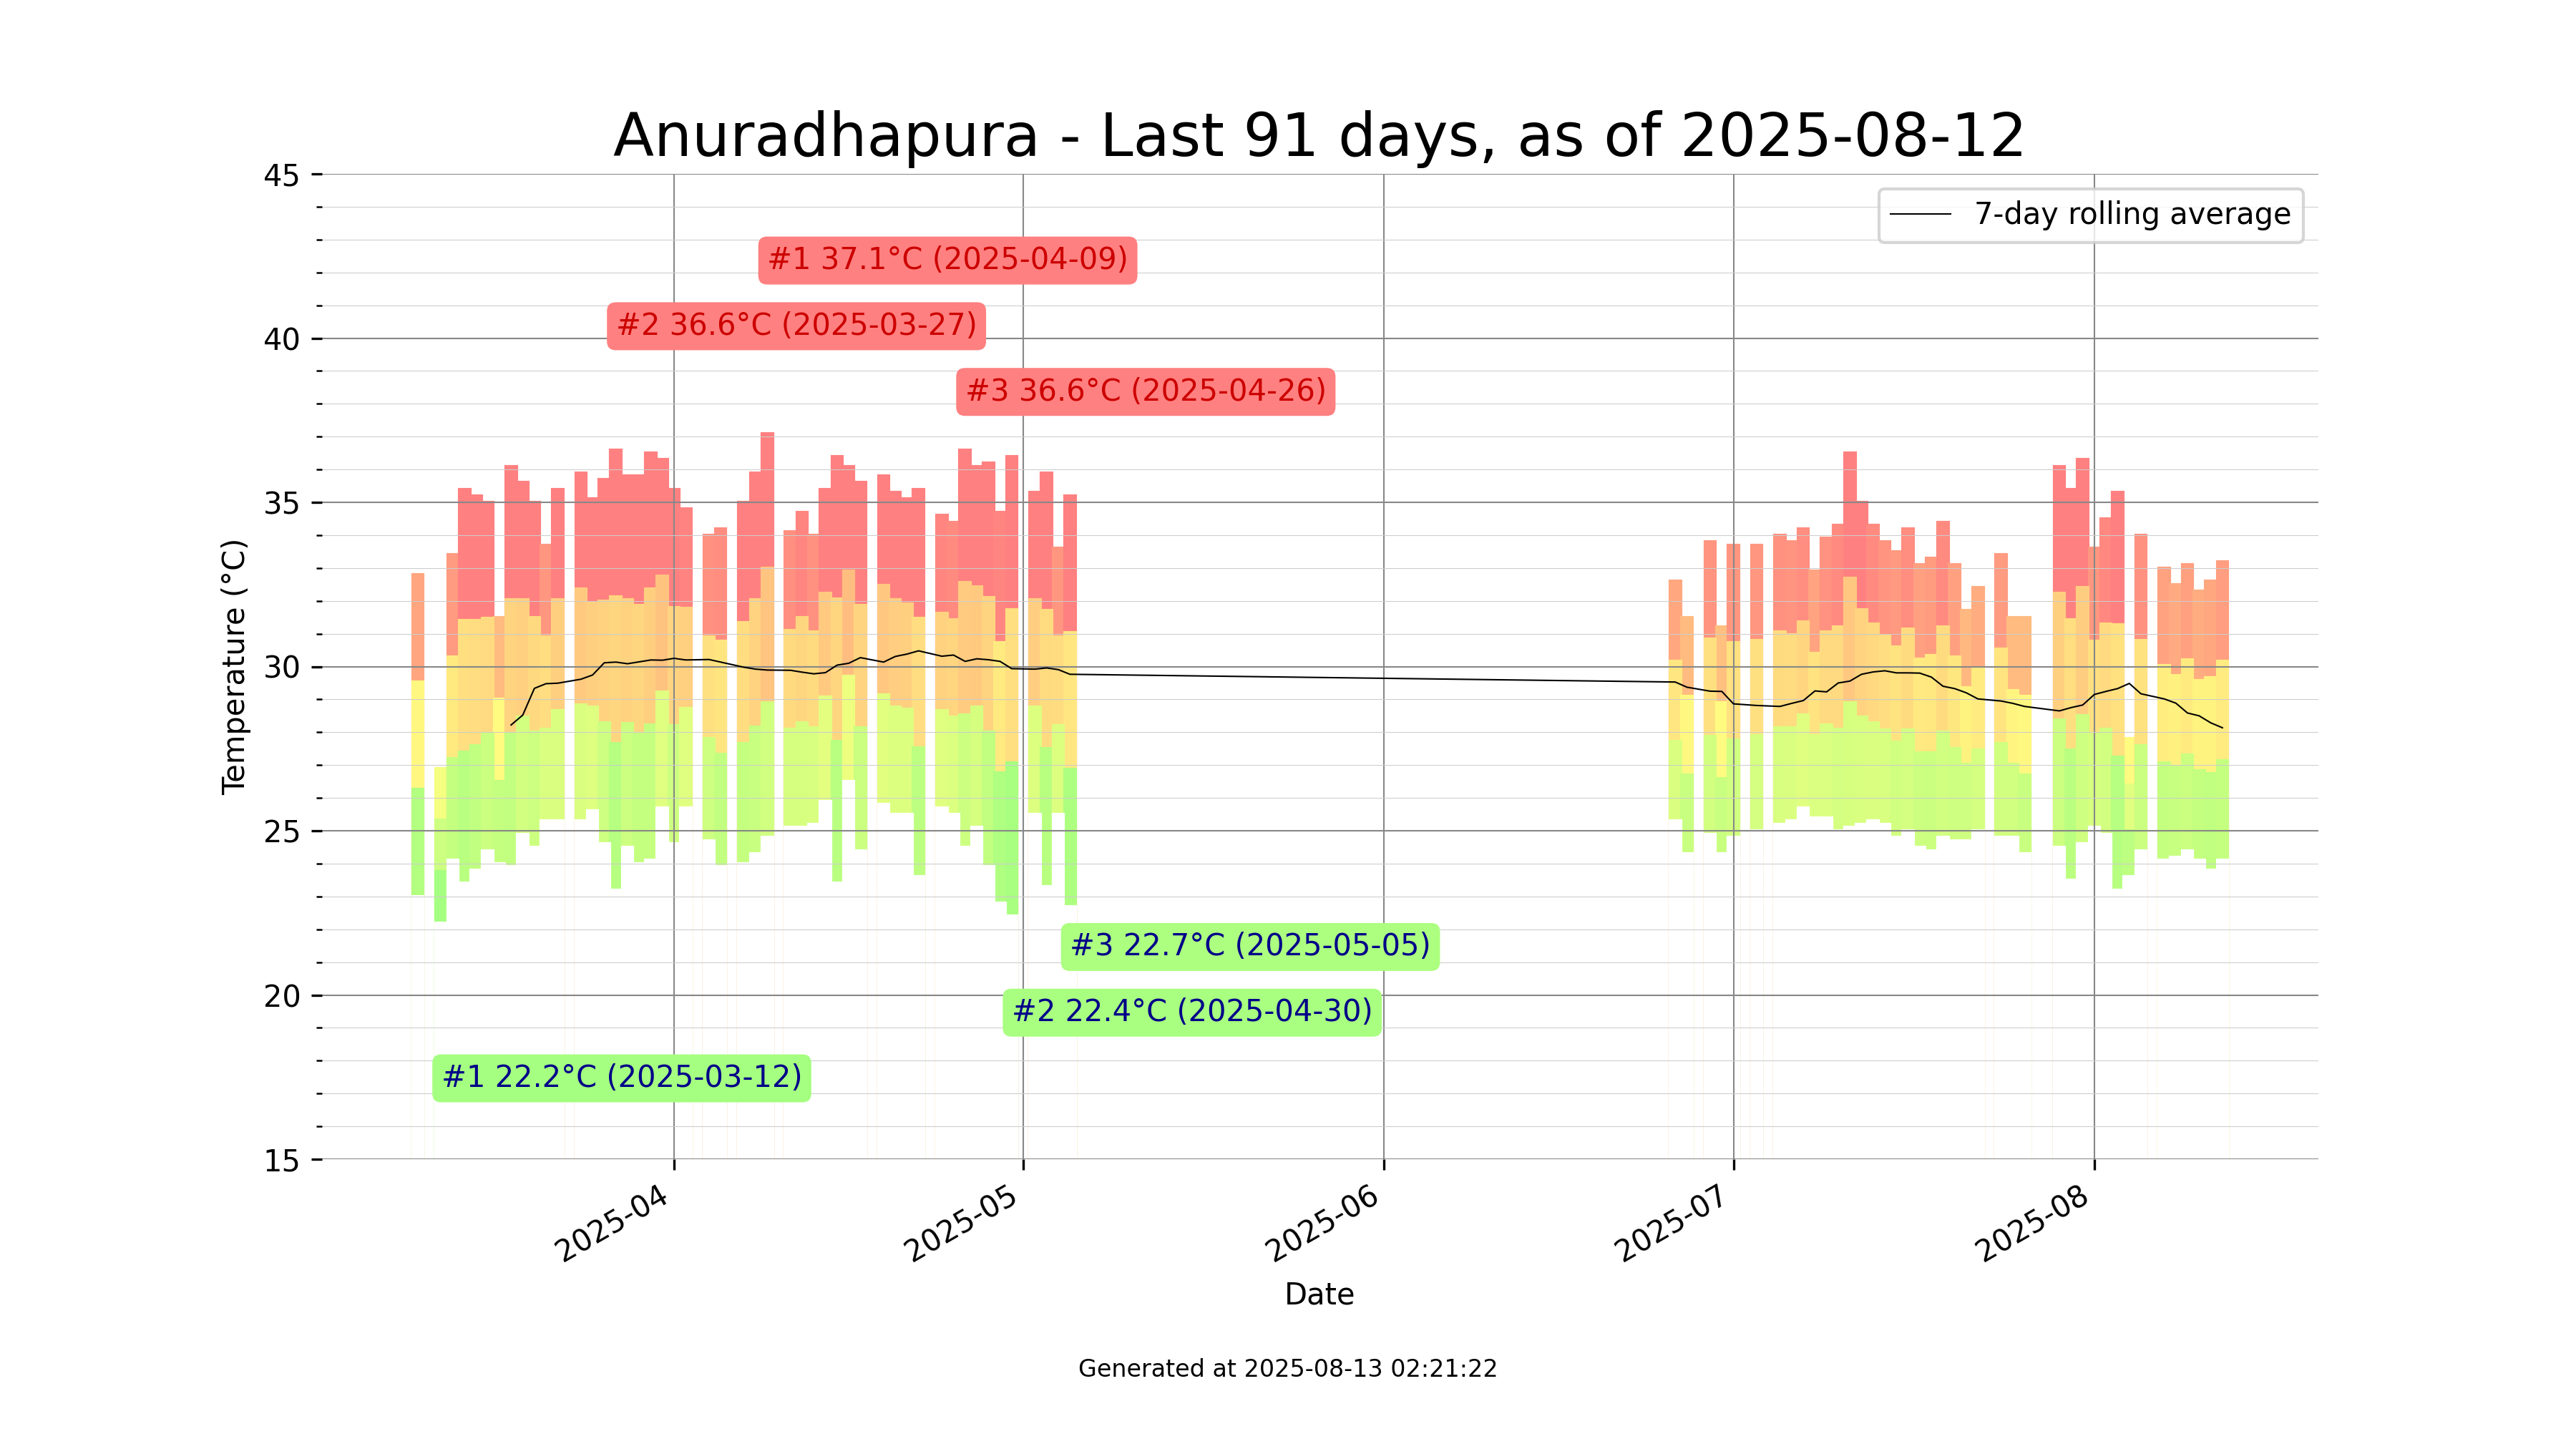 Anuradhapura - Last 91 days, as of 2025-08-12
45
7-day rolling average
#1 37.1°C (2025-04-09)
#2 36.6°C (2025-03-27)
40
#3 36.6°C (2025-04-26)
35
Temperature (°C)
30
25
#3 22.7°C (2025-05-05)
20
#2 22.4°C (2025-04-30)
#1 22.2°C (2025-03-12)
15
2025-04
2025-05
2025-06
2025-07
2025-08
Date
Generated at 2025-08-13 02:21:22